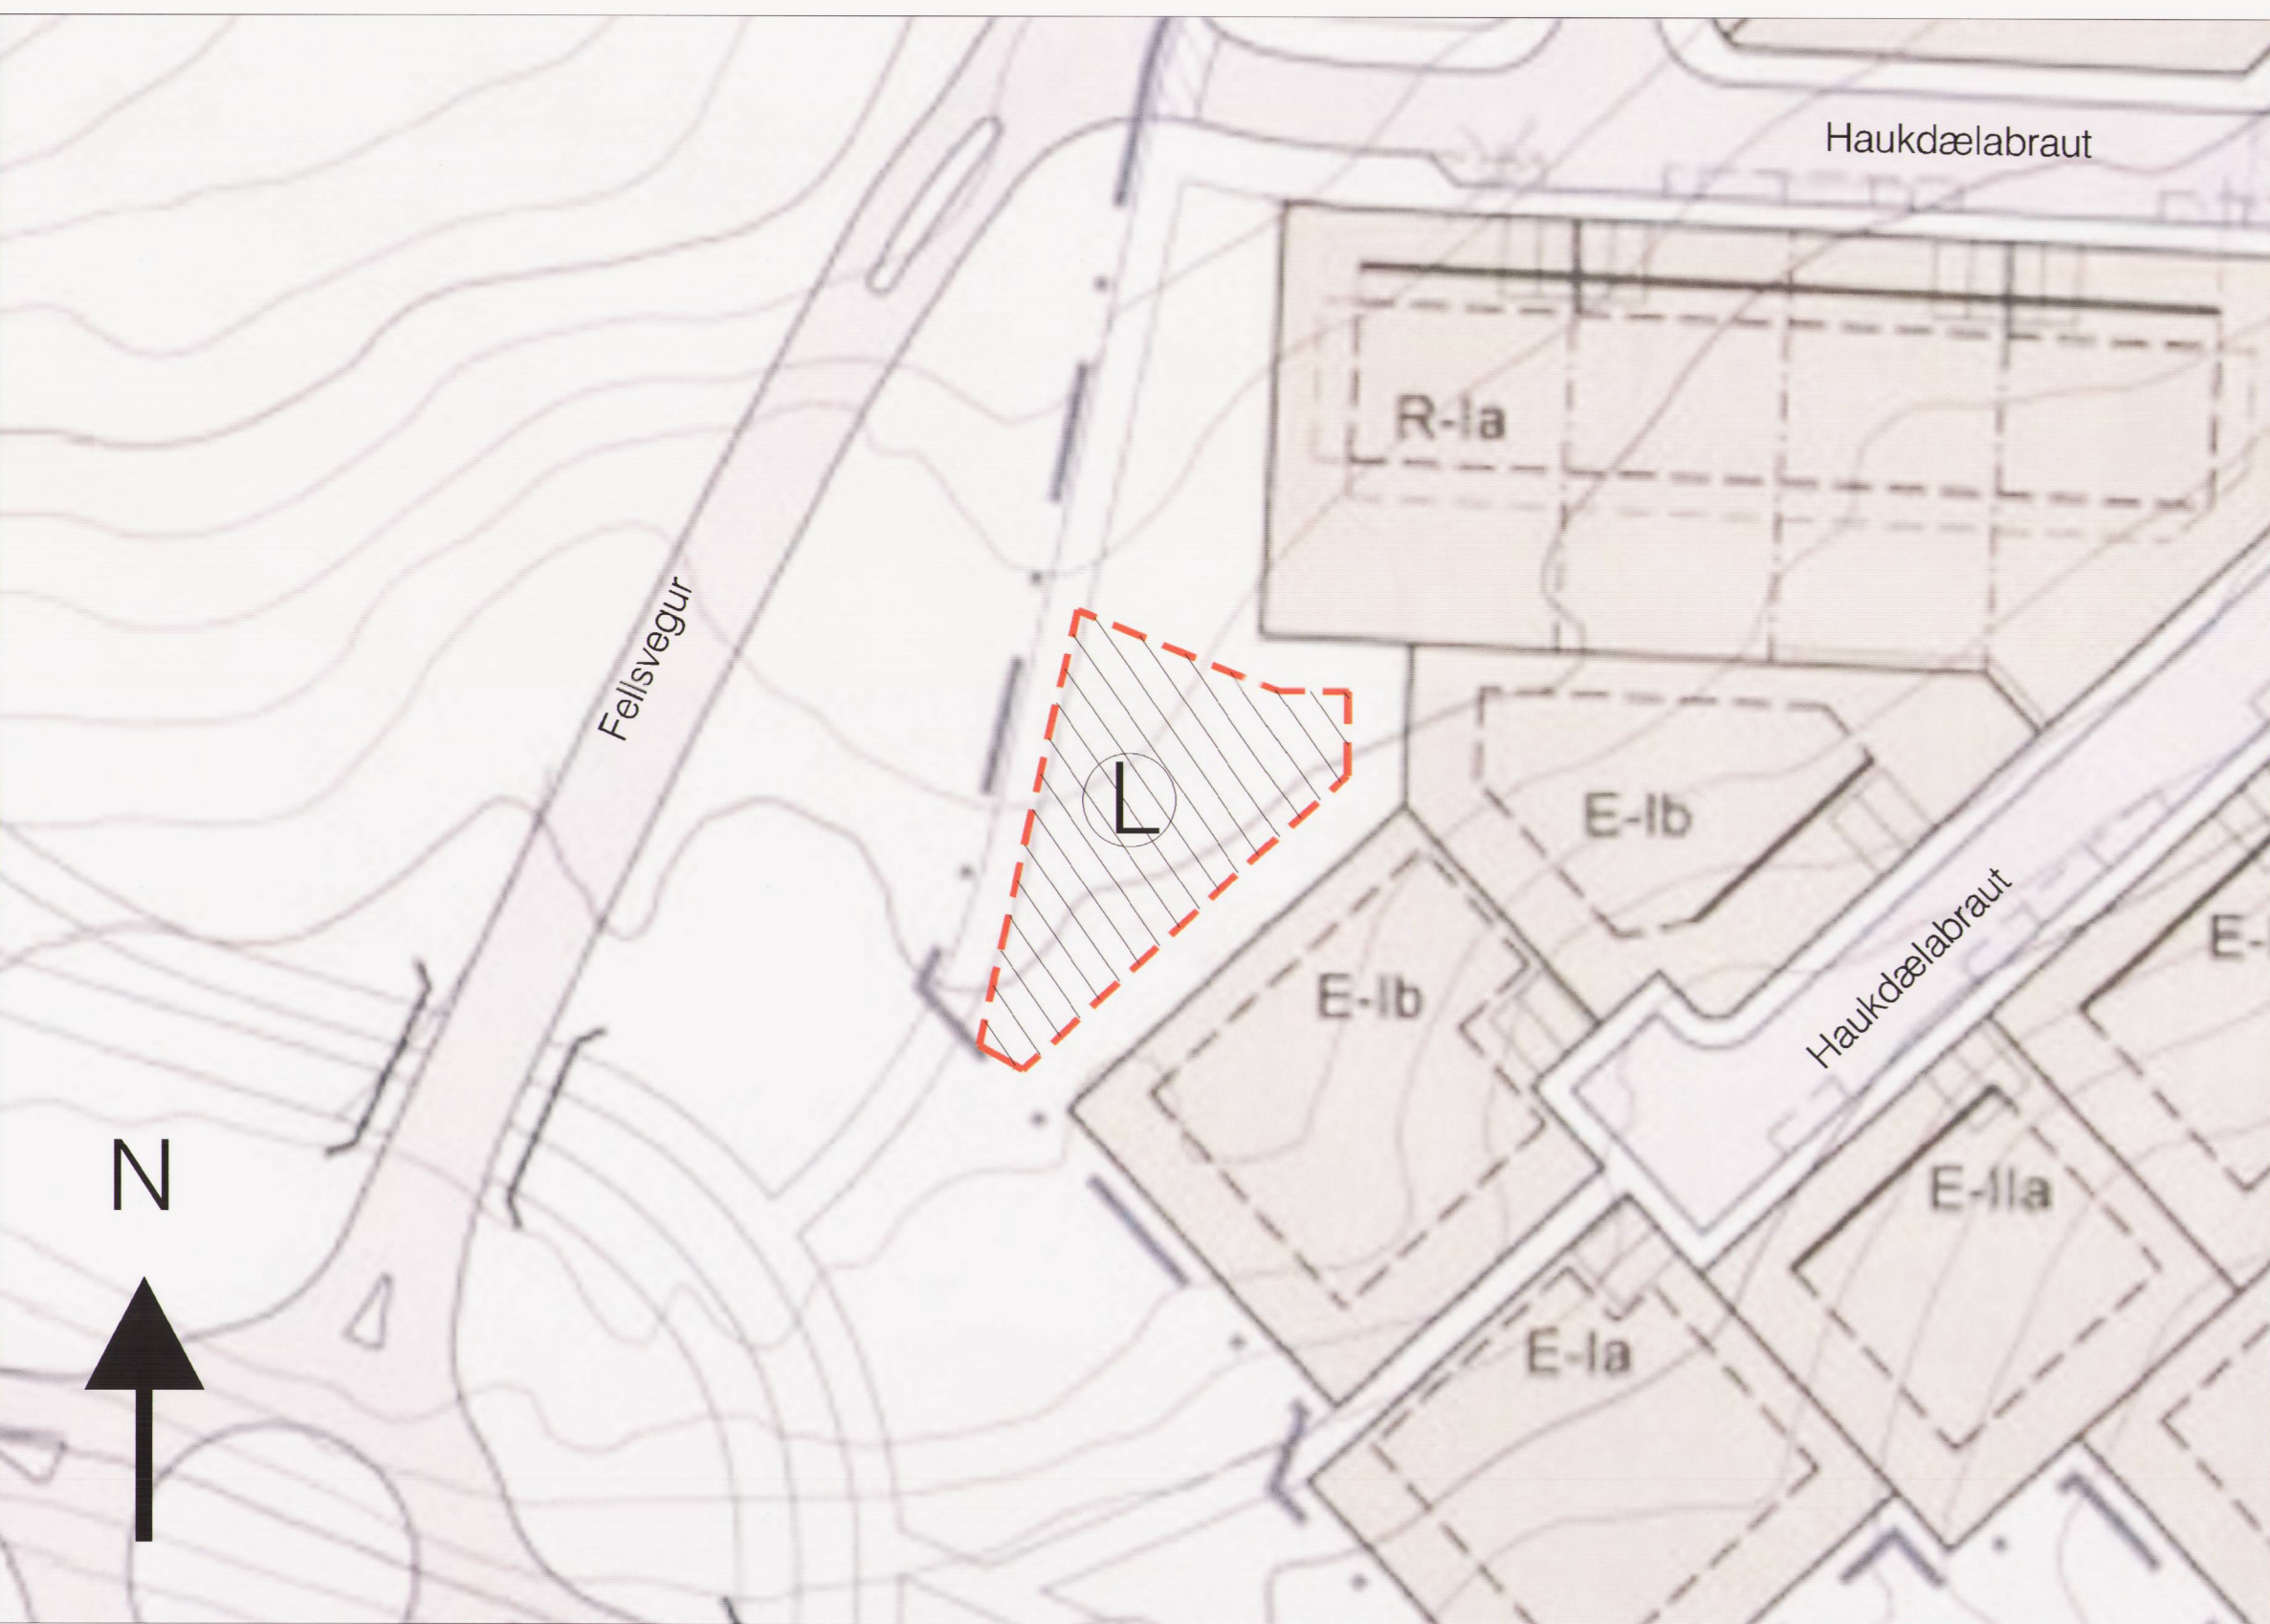 Haukdælabraut
R-Ia
Fellsvegur
L
E-Ib
E-
E-Ib
Haukdælabraut
N
E-IIa
E-Ia